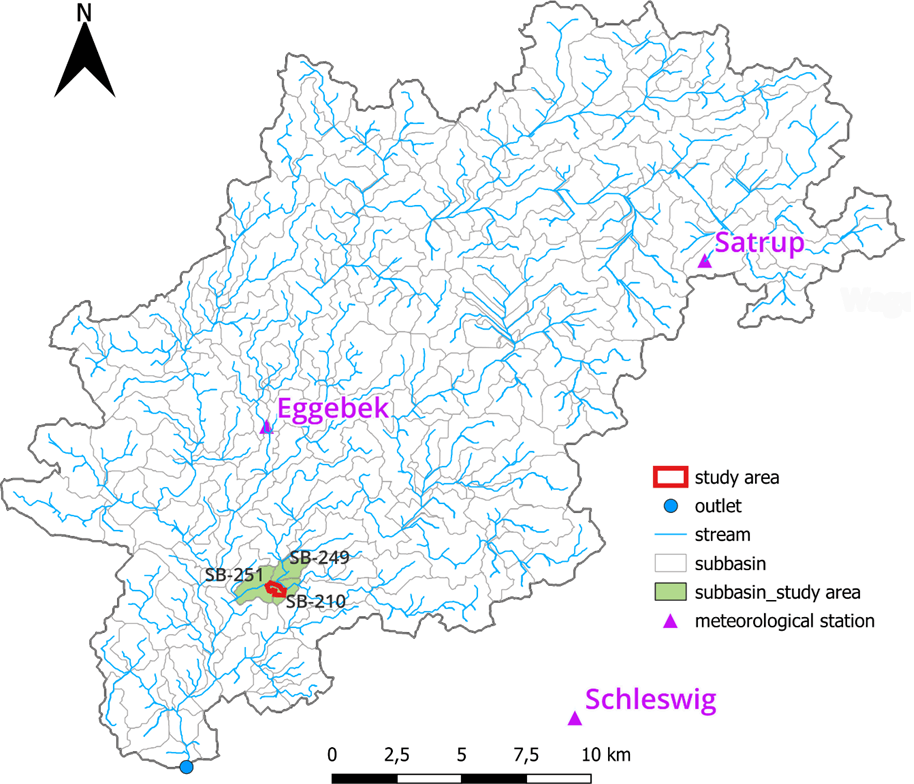 N
Satrup
Eggebek
study area
outlet
stream
subbasin
subbasin_study area
meteorological station
SB-249
SB-251
SB-210
Schleswig
0 2,5 5 7,5 10 km